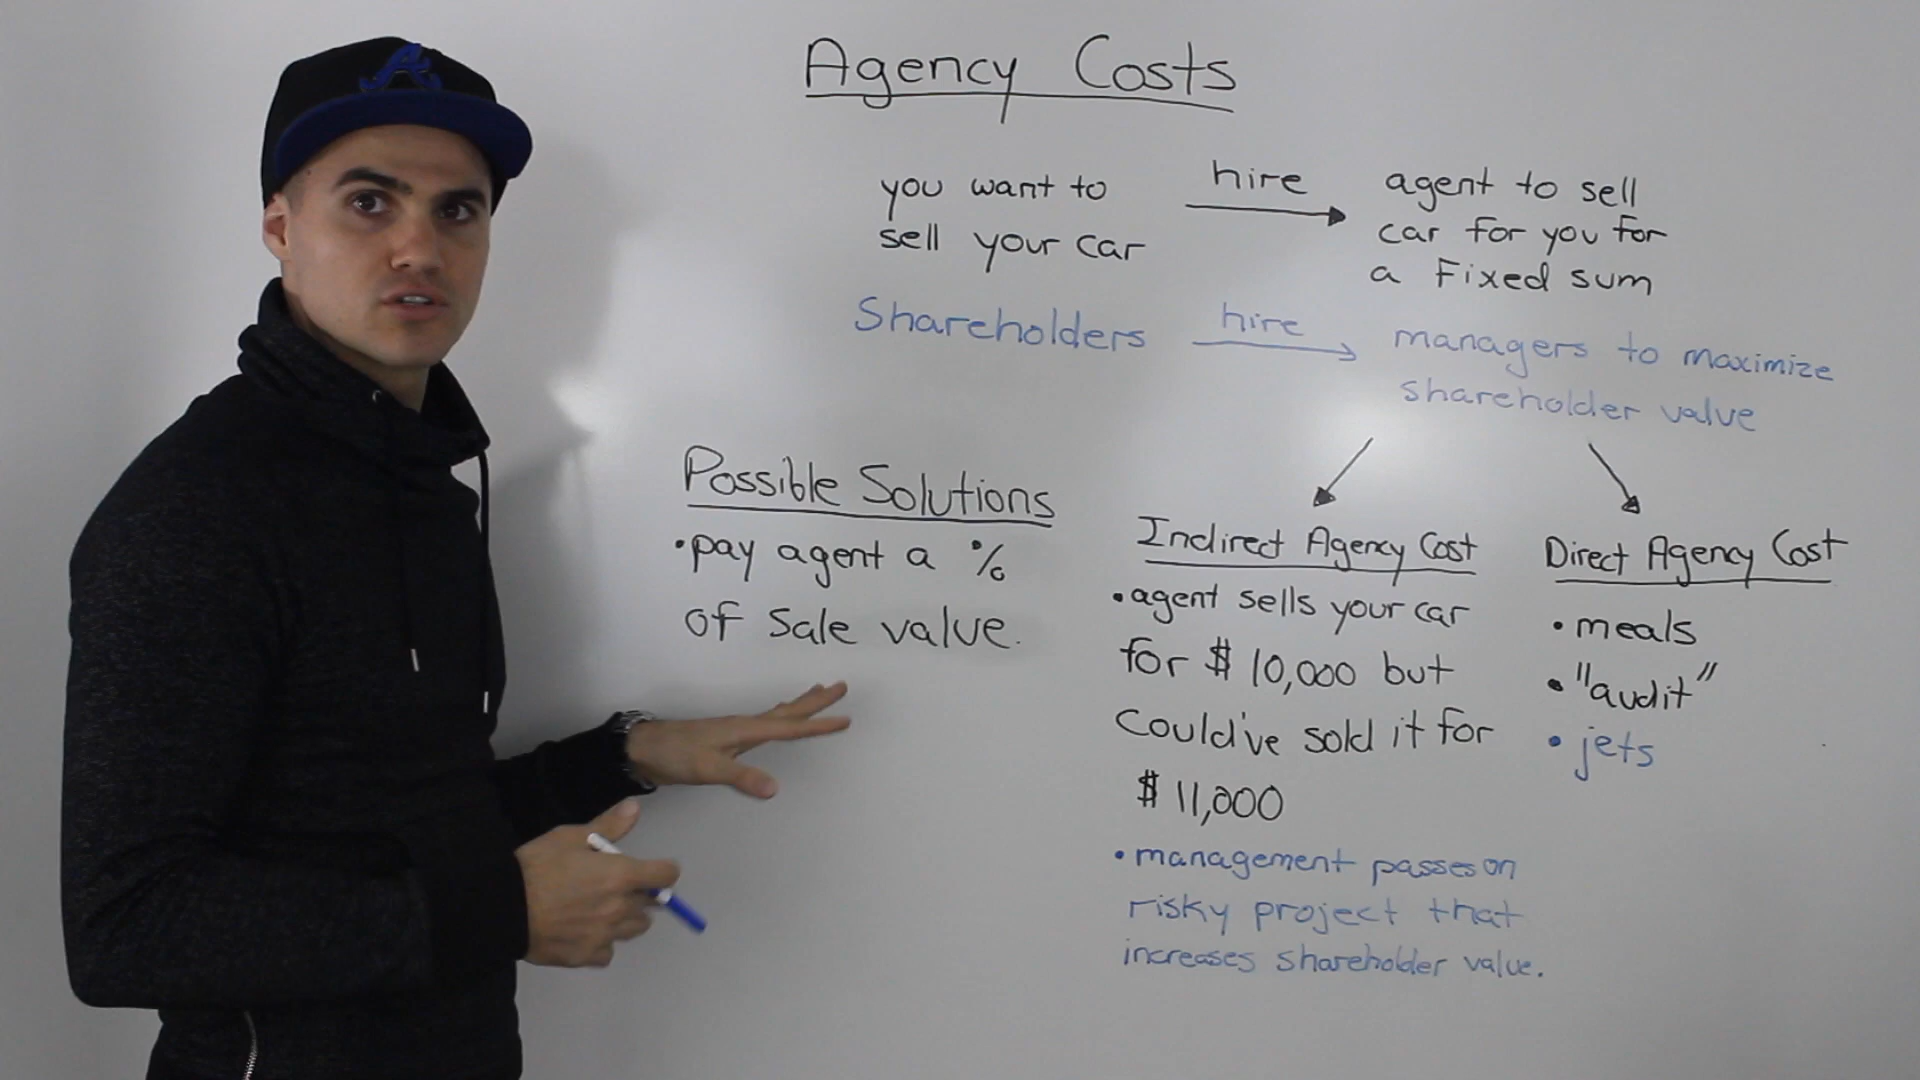 A
Agency Costs
you want to
sell your car
hire
agent to sell
car for you for
a fixed sum
Shareholders
hire
managers to maximize
shareholder value
Possible Solutions
•pay agent a %
of sale value.
Indirect Agency Cost
•agent sells your car
for $10,000 but
could've sold it for
$11,000
•management passes on
risky project that
increases shareholder value.
Direct Agency Cost
•meals
•"audit"
•jets